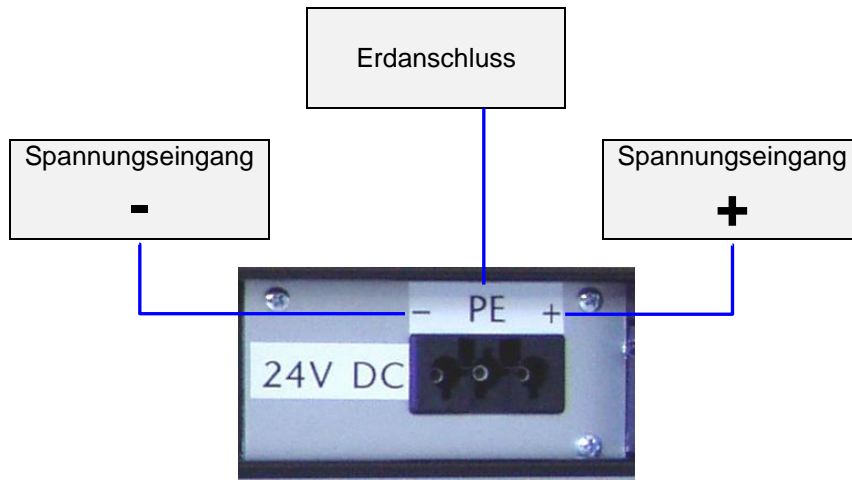 Erdanschluss
Spannungseingang
-
Spannungseingang
+
- PE +
24V DC